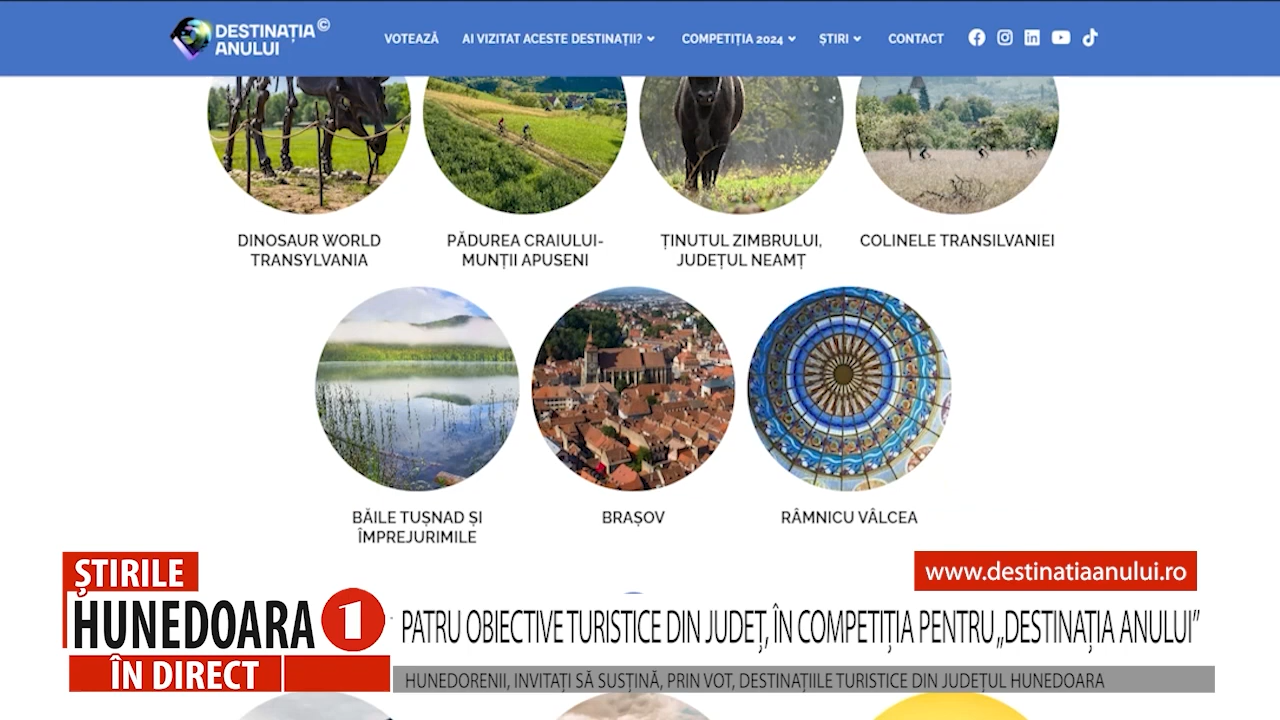 DESTINAȚIA ©
ANULUI
VOTEAZĂ
AI VIZITAT ACESTE DESTINAȚII?
COMPETIȚIA 2024
ȘTIRI
CONTACT
DINOSAUR WORLD
TRANSYLVANIA
PĂDUREA CRAIULUI-
MUNȚII APUSENI
ȚINUTUL ZIMBRULUI,
JUDEȚUL NEAMȚ
COLINELE TRANSILVANIEI
BĂILE TUȘNAD ȘI
ÎMPREJURIMILE
BRAȘOV
RÂMNICU VÂLCEA
www.destinatiaanului.ro
ȘTIRILE
HUNEDOARA 1
ÎN DIRECT
PATRU OBIECTIVE TURISTICE DIN JUDEȚ, ÎN COMPETIȚIA PENTRU „DESTINAȚIA ANULUI”
HUNEDORENII, INVITAȚI SĂ SUSȚINĂ, PRIN VOT, DESTINAȚIILE TURISTICE DIN JUDEȚUL HUNEDOARA